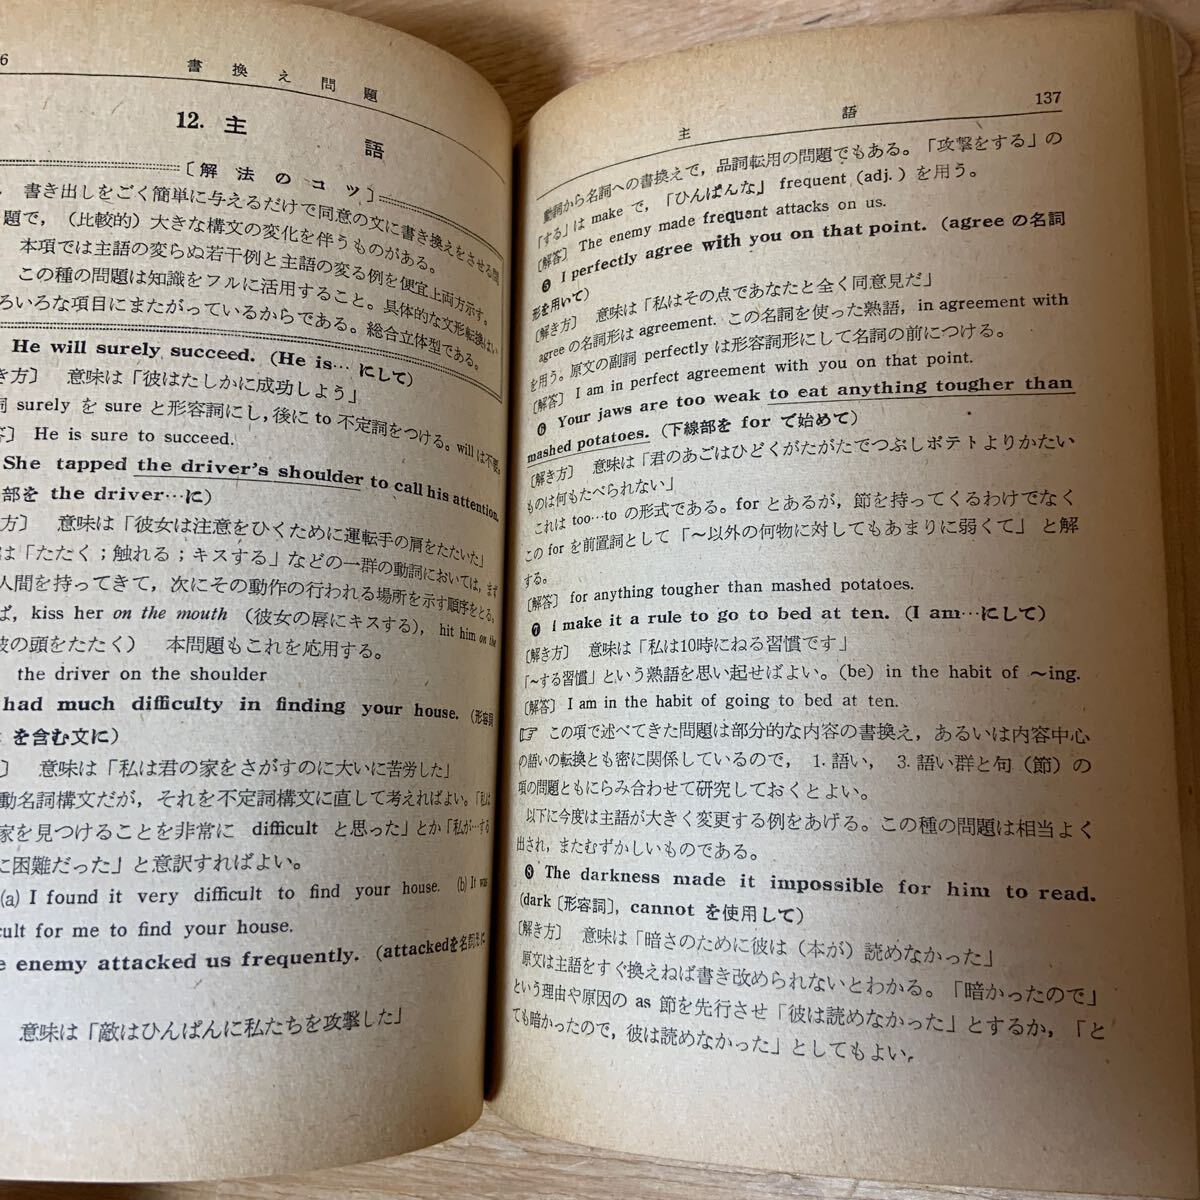 6
書換え問題
12. 主語
〔解法のコツ〕
書き出しをごく簡単に与えるだけで同意の文に書き換えをさせる問
題で，（比較的）大きな構文の変化を伴うものがある。
本項では主語の変らぬ若干例と主語の変る例を便宜上両方示す。
この種の問題は知識をフルに活用すること。具体的な文形転換はい
ろいろな項目にまたがっているからである。総合立体型である。
He will surely succeed. (He is… にして)
き方〕 意味は「彼はたしかに成功しよう」
詞 surely を sure と形容詞にし，後に to 不定詞をつける。will は不要。
答〕 He is sure to succeed.
She tapped the driver's shoulder to call his attention.
部を the driver…に)
方〕 意味は「彼女は注意をひくために運転手の肩をたたいた」
は「たたく；触れる；キスする」などの一群の動詞においては，まず
人間を持ってきて，次にその動作の行われる場所を示す順序をとる。
ば，kiss her on the mouth（彼女の唇にキスする），hit him on the
彼の頭をたたく） 本問題もこれを応用する。
the driver on the shoulder
had much difficulty in finding your house. (形容詞
を含む文に)
〕 意味は「私は君の家をさがすのに大いに苦労した」
動名詞構文だが，それを不定詞構文に直して考えればよい。「私は
家を見つけることを非常に difficult と思った」とか「私が…する
に困難だった」と意訳すればよい。
(a) I found it very difficult to find your house. (b) It was
cult for me to find your house.
e enemy attacked us frequently. (attackedを名詞形に
意味は「敵はひんぱんに私たちを攻撃した」
主語
137
動詞から名詞への書換えで，品詞転用の問題でもある。「攻撃をする」の
「する」は make で，「ひんぱんな」frequent (adj.) を用う。
〔解答〕 The enemy made frequent attacks on us.
❺ I perfectly agree with you on that point. (agree の名詞
形を用いて)
〔解き方〕 意味は「私はその点であなたと全く同意見だ」
agree の名詞形は agreement. この名詞を使った熟語，in agreement with
を用う。原文の副詞 perfectly は形容詞形にして名詞の前につける。
〔解答〕 I am in perfect agreement with you on that point.
❻ Your jaws are too weak to eat anything tougher than
mashed potatoes. (下線部を for で始めて)
〔解き方〕 意味は「君のあごはひどくがたがたでつぶしポテトよりかたい
ものは何もたべられない」
これは too…to の形式である。for とあるが，節を持ってくるわけでなく
この for を前置詞として「～以外の何物に対してもあまりに弱くて」と解
する。
〔解答〕 for anything tougher than mashed potatoes.
❼ I make it a rule to go to bed at ten. (I am…にして)
〔解き方〕 意味は「私は10時にねる習慣です」
「～する習慣」という熟語を思い起せばよい。(be) in the habit of ～ing.
〔解答〕 I am in the habit of going to bed at ten.
☞ この項で述べてきた問題は部分的な内容の書換え，あるいは内容中心
の語いの転換とも密に関係しているので，1. 語い，3. 語い群と句（節）の
項の問題ともにらみ合わせて研究しておくとよい。
以下に今度は主語が大きく変更する例をあげる。この種の問題は相当よく
出され，またむずかしいものである。
❽ The darkness made it impossible for him to read.
(dark〔形容詞〕, cannot を使用して)
〔解き方〕 意味は「暗さのために彼は（本が）読めなかった」
原文は主語をすぐ換えねば書き改められないとわかる。「暗かったので」
という理由や原因の as 節を先行させ「彼は読めなかった」とするか，「と
ても暗かったので，彼は読めなかった」としてもよい，